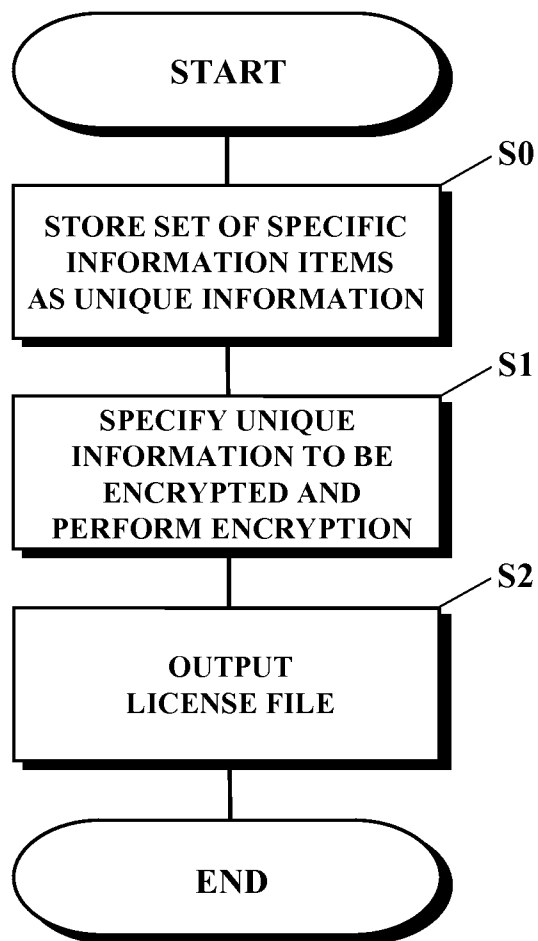 START
S0
STORE SET OF SPECIFIC
INFORMATION ITEMS
AS UNIQUE INFORMATION
S1
SPECIFY UNIQUE
INFORMATION TO BE
ENCRYPTED AND
PERFORM ENCRYPTION
S2
OUTPUT
LICENSE FILE
END